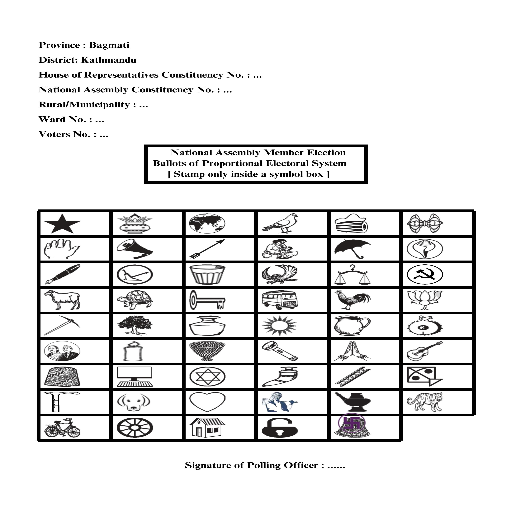 Province : Bagmati
District: Kathmandu
House of Representatives Constituency No. : ...
National Assembly Constituency No. : ...
Rural/Municipality : ...
Ward No. : ...
Voters No. : ...
National Assembly Member Election
Ballots of Proportional Electoral System
[ Stamp only inside a symbol box ]
Signature of Polling Officer : ......